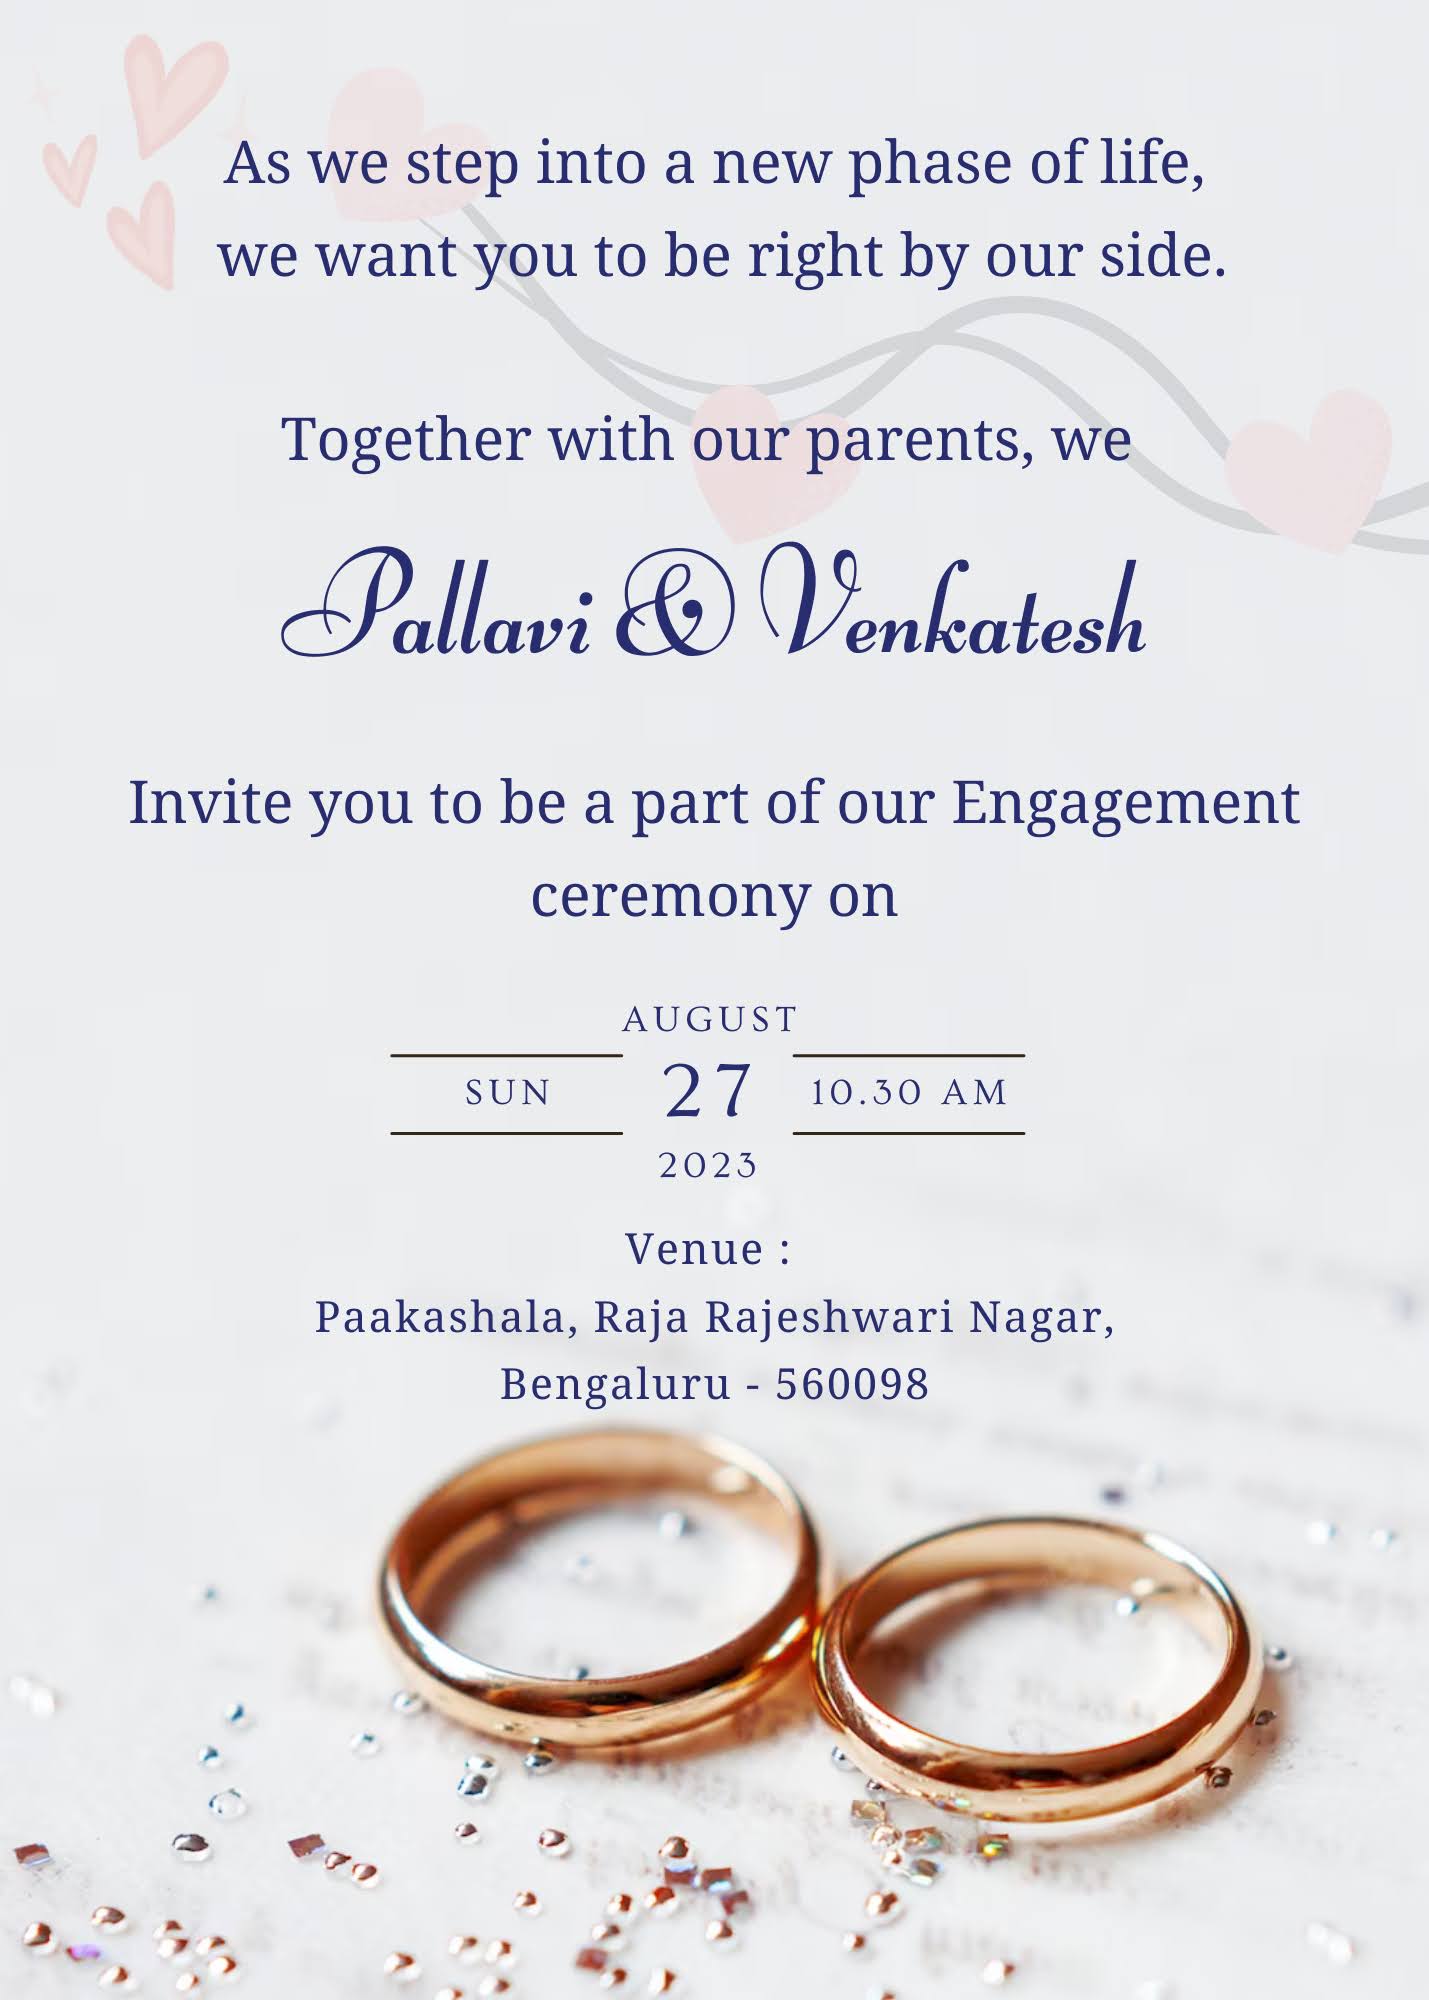 As we step into a new phase of life,
we want you to be right by our side.
Together with our parents, we
Pallavi & Venkatesh
Invite you to be a part of our Engagement
ceremony on
AUGUST
SUN 27 10.30 AM
2023
Venue :
Paakashala, Raja Rajeshwari Nagar,
Bengaluru - 560098